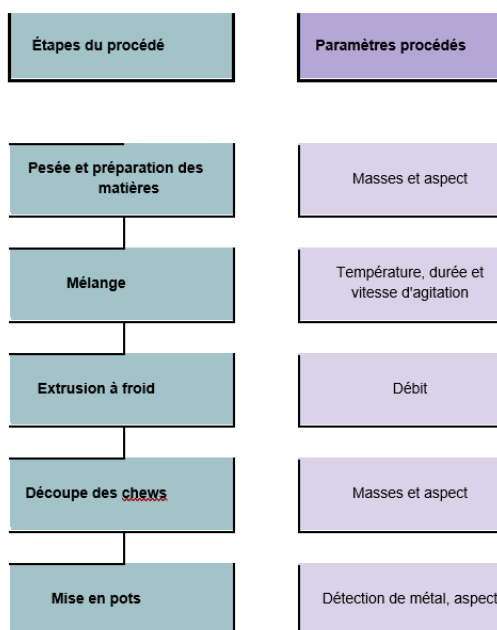 Étapes du procédé
Paramètres procédés
Pesée et préparation des
matières
Masses et aspect
Mélange
Température, durée et
vitesse d'agitation
Extrusion à froid
Débit
Découpe des chews
Masses et aspect
Mise en pots
Détection de métal, aspect